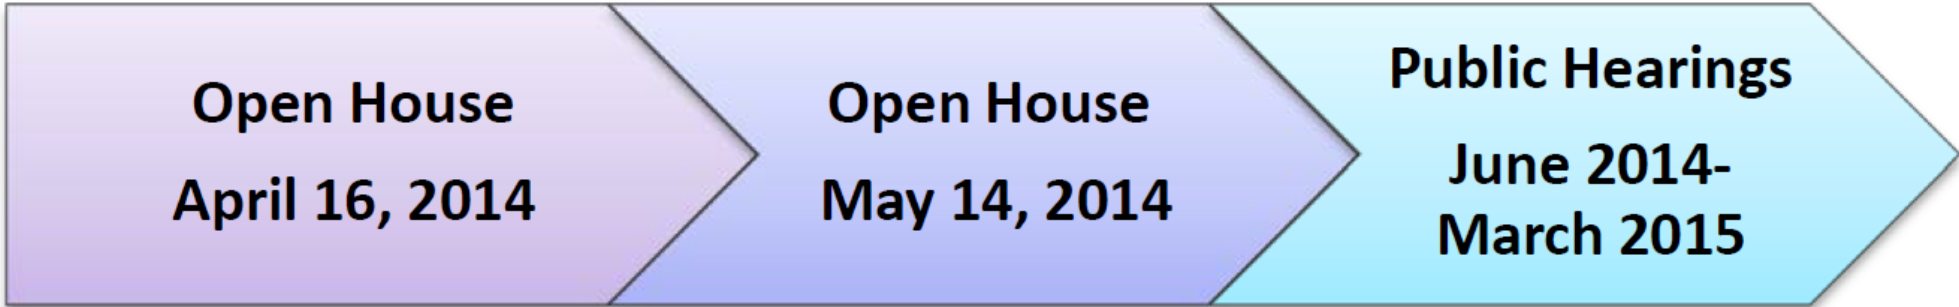 Open House
April 16, 2014
Open House
May 14, 2014
Public Hearings
June 2014-
March 2015